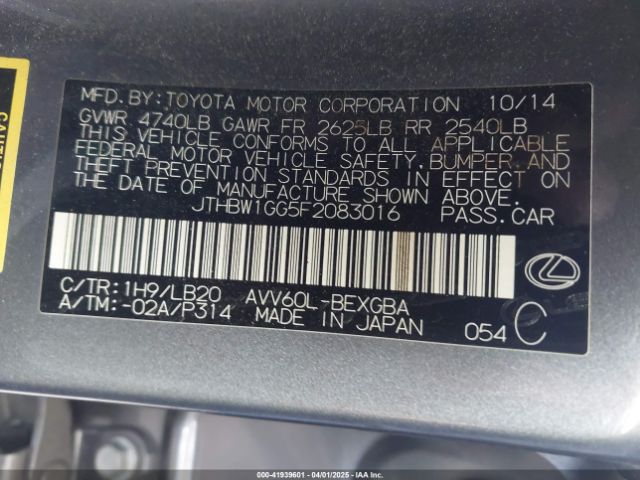 MFD.BY:TOYOTA MOTOR CORPORATION 10/14
GVWR 4740LB GAWR FR 2625LB RR 2540LB
THIS VEHICLE CONFORMS TO ALL APPLICABLE
FEDERAL MOTOR VEHICLE SAFETY,BUMPER,AND
THEFT PREVENTION STANDARDS IN EFFECT ON
THE DATE OF MANUFACTURE SHOWN ABOVE.
JTHBW1GG5F2083016 PASS.CAR
C/TR:1H9/LB20 AVV60L-BEXGBA
A/TM:-02A/P314 MADE IN JAPAN 054 C
000-41939601 - 04/01/2025 - IAAI.CA